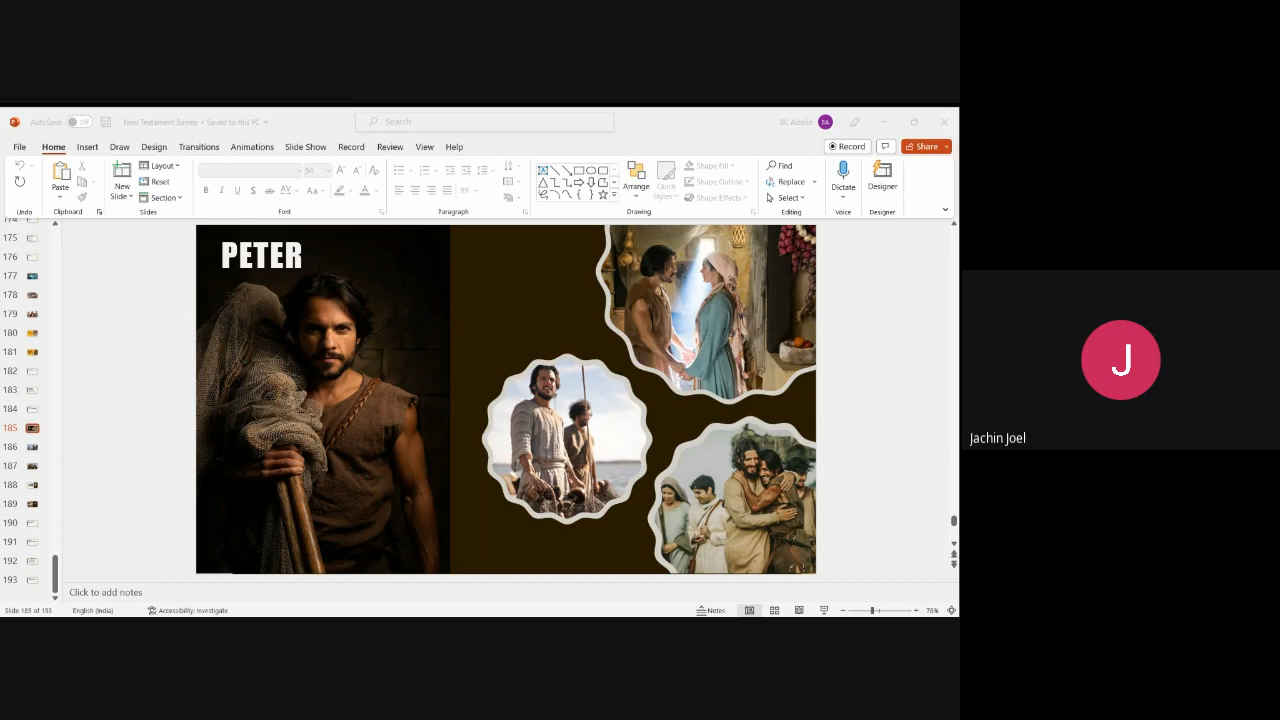 AutoSave Off New Testament Survey • Saved to this PC Search BC Admin BA
File Home Insert Draw Design Transitions Animations Slide Show Record Review View Help Record Share
Paste New Slide Layout Reset Section 54 Arrange Quick Styles Shape Fill Shape Outline Shape Effects Find Replace Select Dictate Designer
Undo Clipboard Slides Font Paragraph Drawing Editing Voice Designer
174
175
176
177
178
179
180
181
182
183
184
185
186
187
188
189
190
191
192
193
PETER
Click to add notes
Slide 185 of 193 English (India) Accessibility: Investigate Notes 78%
J
Jachin Joel